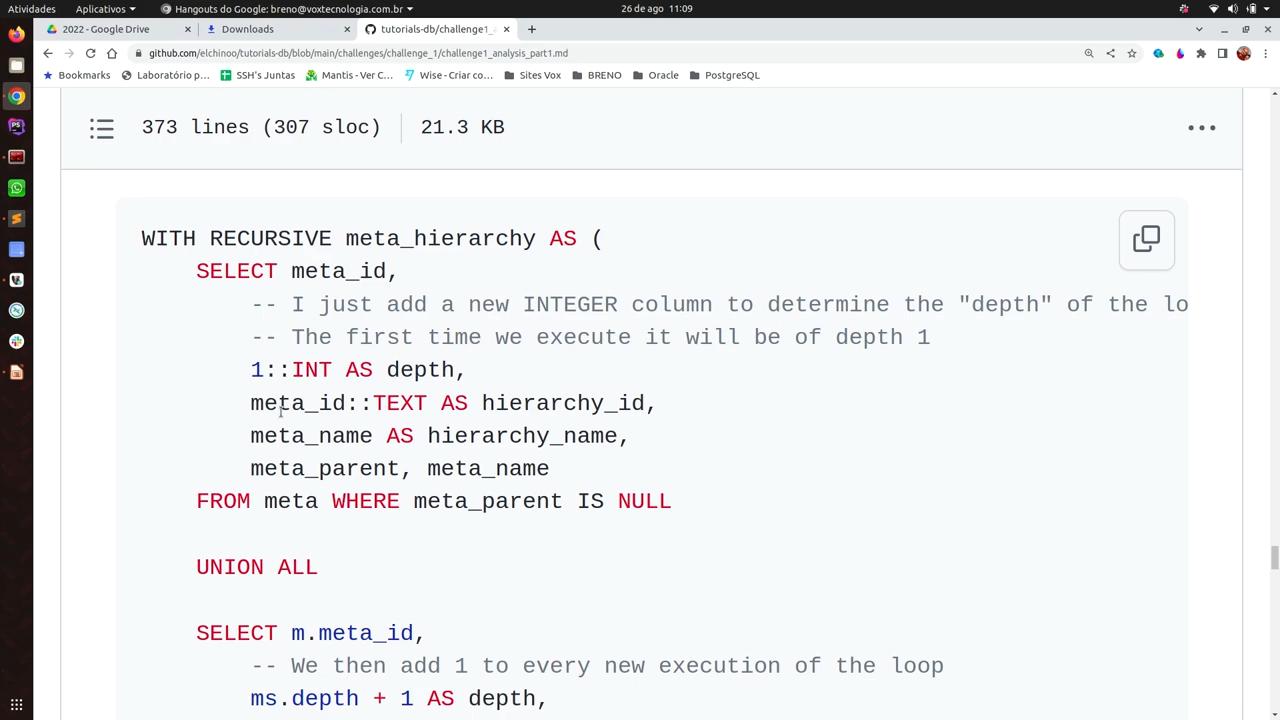 Atividades
Aplicativos
Hangouts do Google: breno@voxtecnologia.com.br
26 de ago 11:09
2022 - Google Drive
Downloads
tutorials-db/challenge1_
github.com/elchinoo/tutorials-db/blob/main/challenges/challenge_1/challenge1_analysis_part1.md
Bookmarks
Laboratório p...
SSH's Juntas
Mantis - Ver C...
Wise - Criar co...
Sites Vox
BRENO
Oracle
PostgreSQL
373 lines (307 sloc)
21.3 KB
WITH RECURSIVE meta_hierarchy AS (
SELECT meta_id,
-- I just add a new INTEGER column to determine the "depth" of the lo
-- The first time we execute it will be of depth 1
1::INT AS depth,
meta_id::TEXT AS hierarchy_id,
meta_name AS hierarchy_name,
meta_parent, meta_name
FROM meta WHERE meta_parent IS NULL
UNION ALL
SELECT m.meta_id,
-- We then add 1 to every new execution of the loop
ms.depth + 1 AS depth,